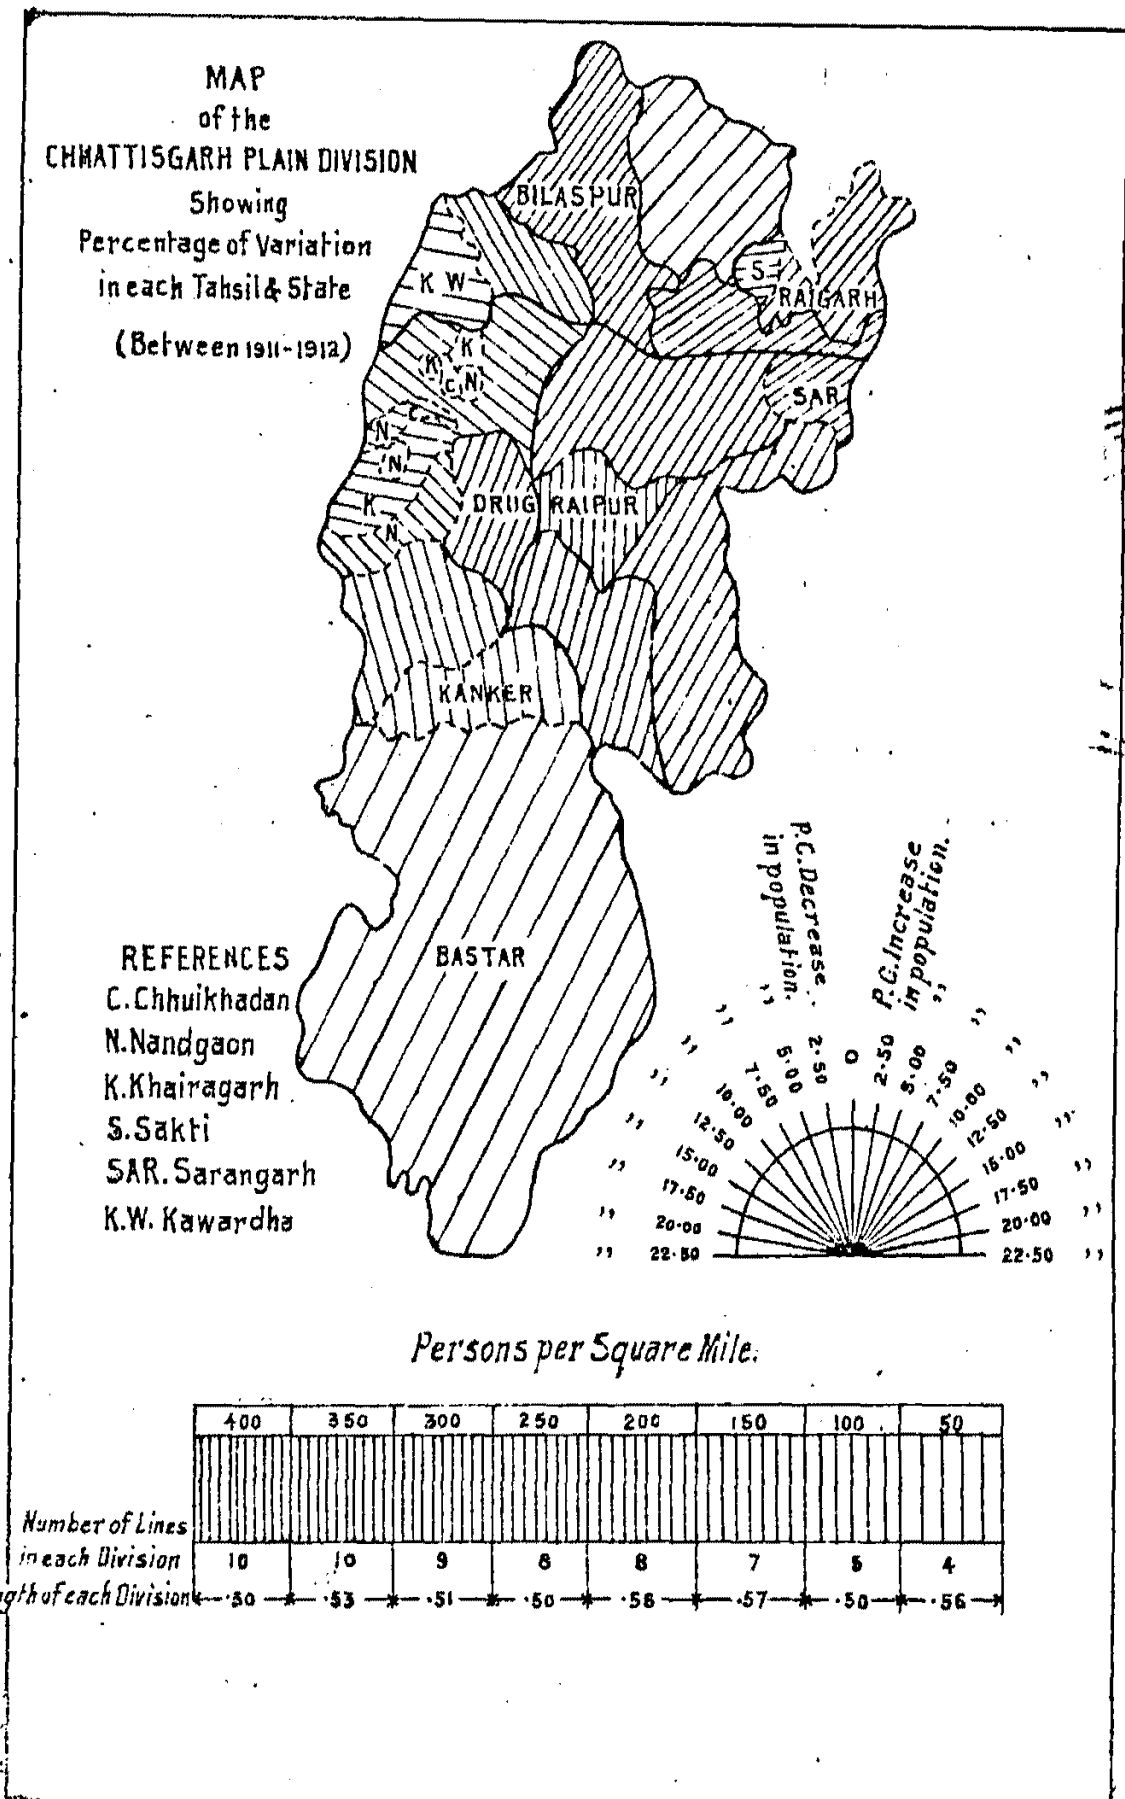 MAP
of the
CHHATTISGARH PLAIN DIVISION
Showing
Percentage of Variation
in each Tahsil & State
(Between 1911-1912)
BILASPUR
K W
S
RAIGARH
K
K
C N
C
SAR
N
N
K
N
DRUG
RAIPUR
KANKER
BASTAR
REFERENCES
C. Chhuikhadan
N. Nandgaon
K. Khairagarh
S. Sakti
SAR. Sarangarh
K.W. Kawardha
P.C. Decrease
in population.
P.C. Increase
in population.
22.50
20.00
17.50
15.00
12.50
10.00
7.50
5.00
2.50
0
2.50
5.00
7.50
10.00
12.50
15.00
17.50
20.00
22.50
Persons per Square Mile.
400 350 300 250 200 150 100 50
Number of Lines
in each Division 10 10 9 8 8 7 5 4
gth of each Division .50 .53 .51 .50 .58 .57 .50 .56